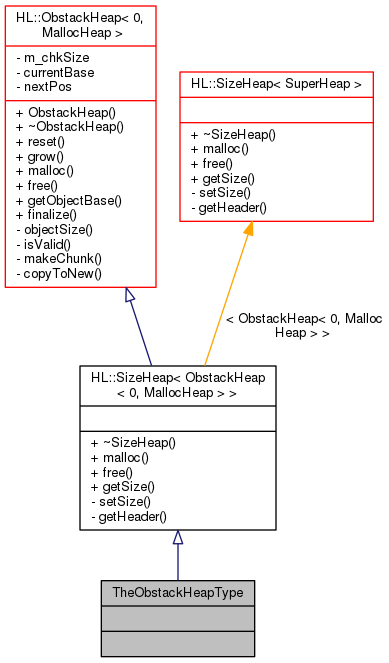 HL::ObstackHeap< 0,
MallocHeap >
- m_chkSize
- currentBase
- nextPos
+ ObstackHeap()
+ ~ObstackHeap()
+ reset()
+ grow()
+ malloc()
+ free()
+ getObjectBase()
+ finalize()
- objectSize()
- isValid()
- makeChunk()
- copyToNew()
HL::SizeHeap< SuperHeap >
+ ~SizeHeap()
+ malloc()
+ free()
+ getSize()
- setSize()
- getHeader()
< ObstackHeap< 0, Malloc
Heap > >
HL::SizeHeap< ObstackHeap
< 0, MallocHeap > >
+ ~SizeHeap()
+ malloc()
+ free()
+ getSize()
- setSize()
- getHeader()
TheObstackHeapType